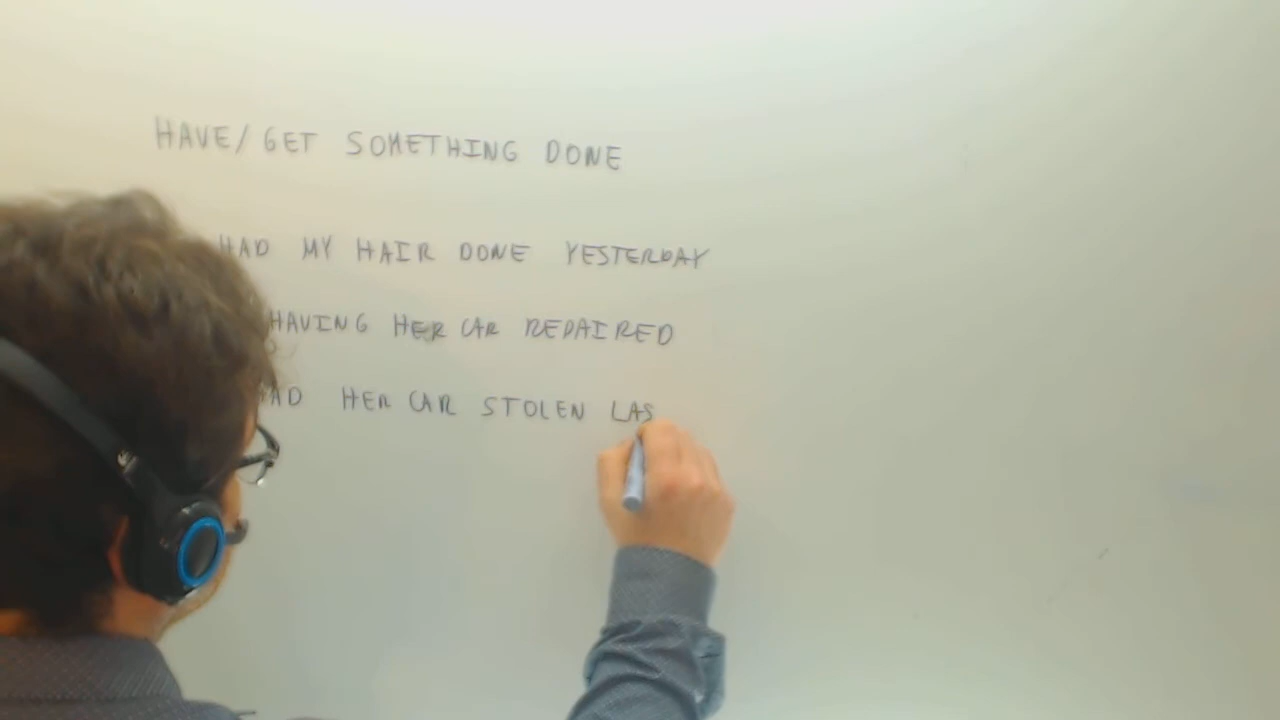 HAVE/GET SOMETHING DONE
HAD MY HAIR DONE YESTERDAY
HAVING HER CAR REPAIRED
HER CAR STOLEN LAS